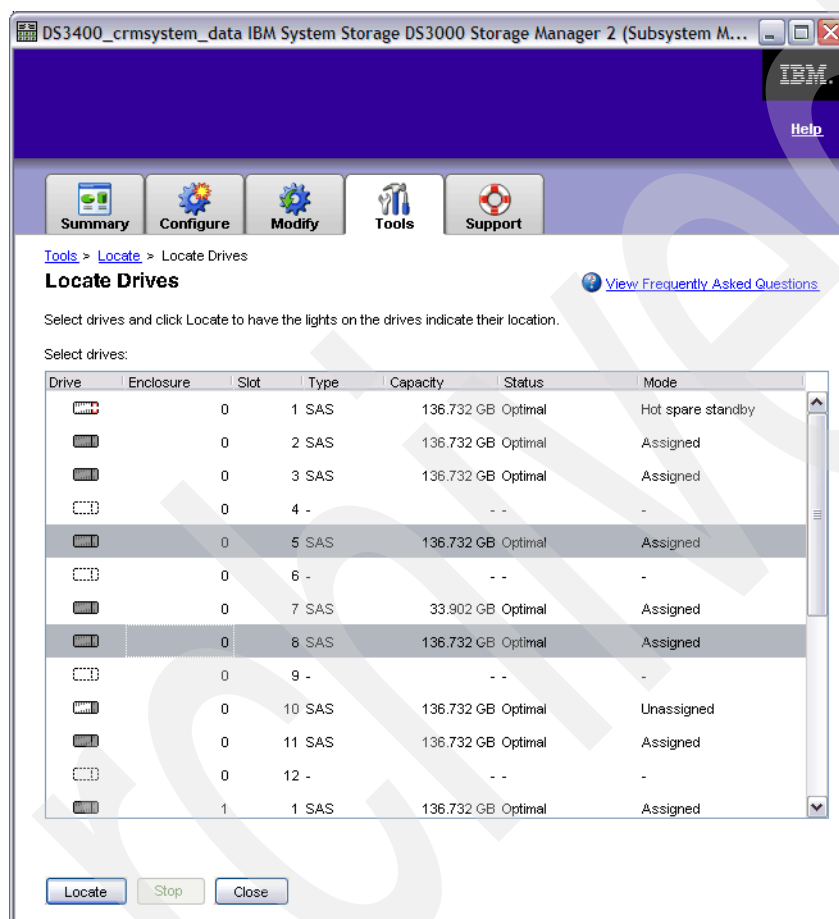 DS3400_crmsystem_data IBM System Storage DS3000 Storage Manager 2 (Subsystem M...
IBM.
Help
Summary Configure Modify Tools Support
Tools > Locate > Locate Drives
Locate Drives
View Frequently Asked Questions
Select drives and click Locate to have the lights on the drives indicate their location.
Select drives:
Drive Enclosure Slot Type Capacity Status Mode
0 1 SAS 136.732 GB Optimal Hot spare standby
0 2 SAS 136.732 GB Optimal Assigned
0 3 SAS 136.732 GB Optimal Assigned
0 4 - - - -
0 5 SAS 136.732 GB Optimal Assigned
0 6 - - - -
0 7 SAS 33.902 GB Optimal Assigned
0 8 SAS 136.732 GB Optimal Assigned
0 9 - - - -
0 10 SAS 136.732 GB Optimal Unassigned
0 11 SAS 136.732 GB Optimal Assigned
0 12 - - - -
1 1 SAS 136.732 GB Optimal Assigned
Locate Stop Close